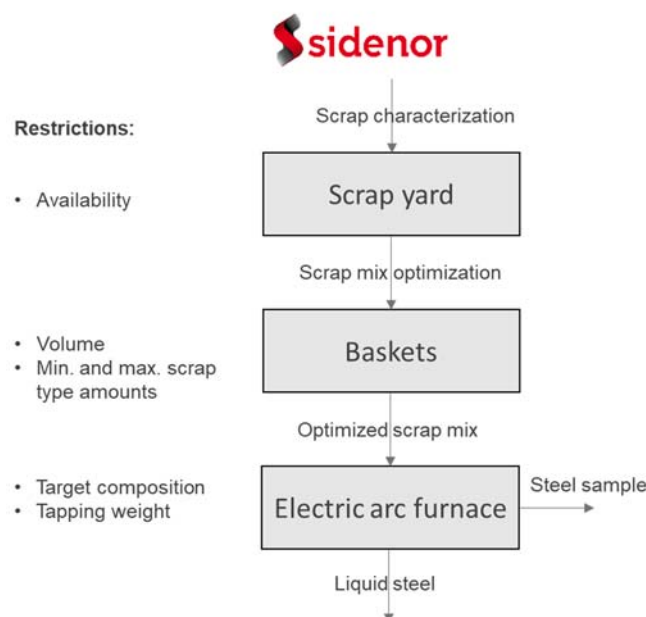 sidenor
Scrap characterization
Restrictions:
Scrap yard
• Availability
Scrap mix optimization
• Volume
• Min. and max. scrap
type amounts
Baskets
Optimized scrap mix
• Target composition
• Tapping weight
Electric arc furnace
Steel sample
Liquid steel